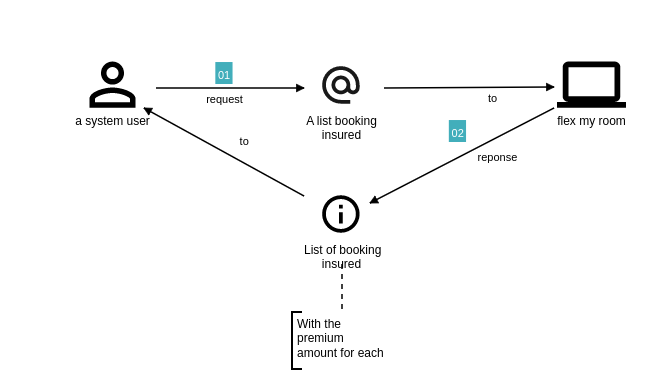 01
request
a system user
A list booking
insured
to
flex my room
02
reponse
to
List of booking
insured
With the
premium
amount for each